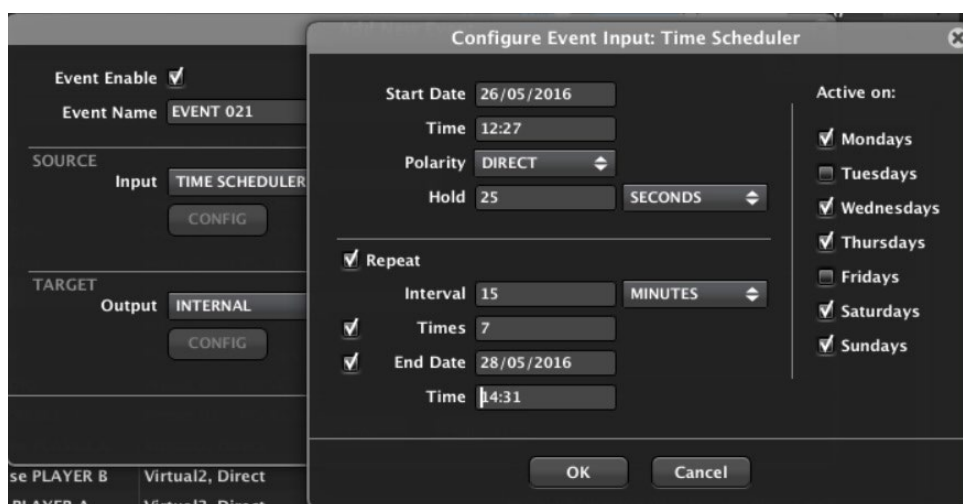 Configure Event Input: Time Scheduler
Event Enable
Event Name EVENT 021
SOURCE
Input TIME SCHEDULER
CONFIG
TARGET
Output INTERNAL
CONFIG
Start Date 26/05/2016
Time 12:27
Polarity DIRECT
Hold 25 SECONDS
Repeat
Interval 15 MINUTES
Times 7
End Date 28/05/2016
Time 14:31
Active on:
Mondays
Tuesdays
Wednesdays
Thursdays
Fridays
Saturdays
Sundays
OK Cancel
se PLAYER B Virtual2, Direct